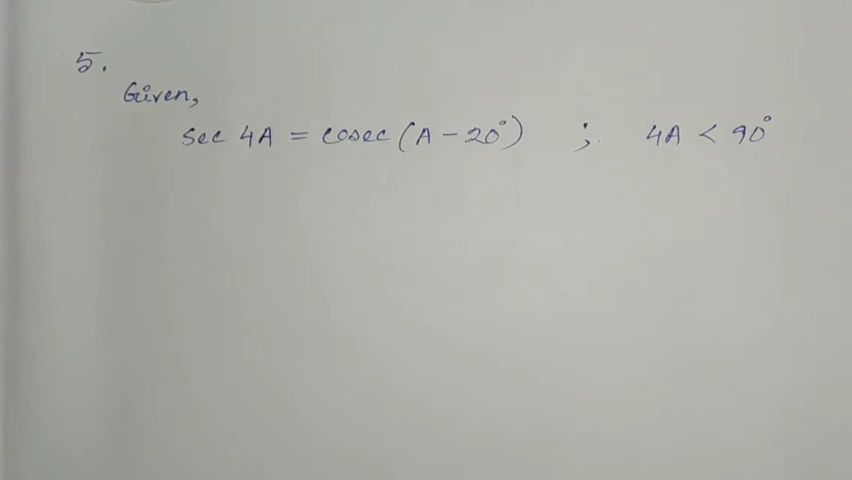 5.
Given,
sec 4A = cosec (A - 20°) ; 4A < 90°